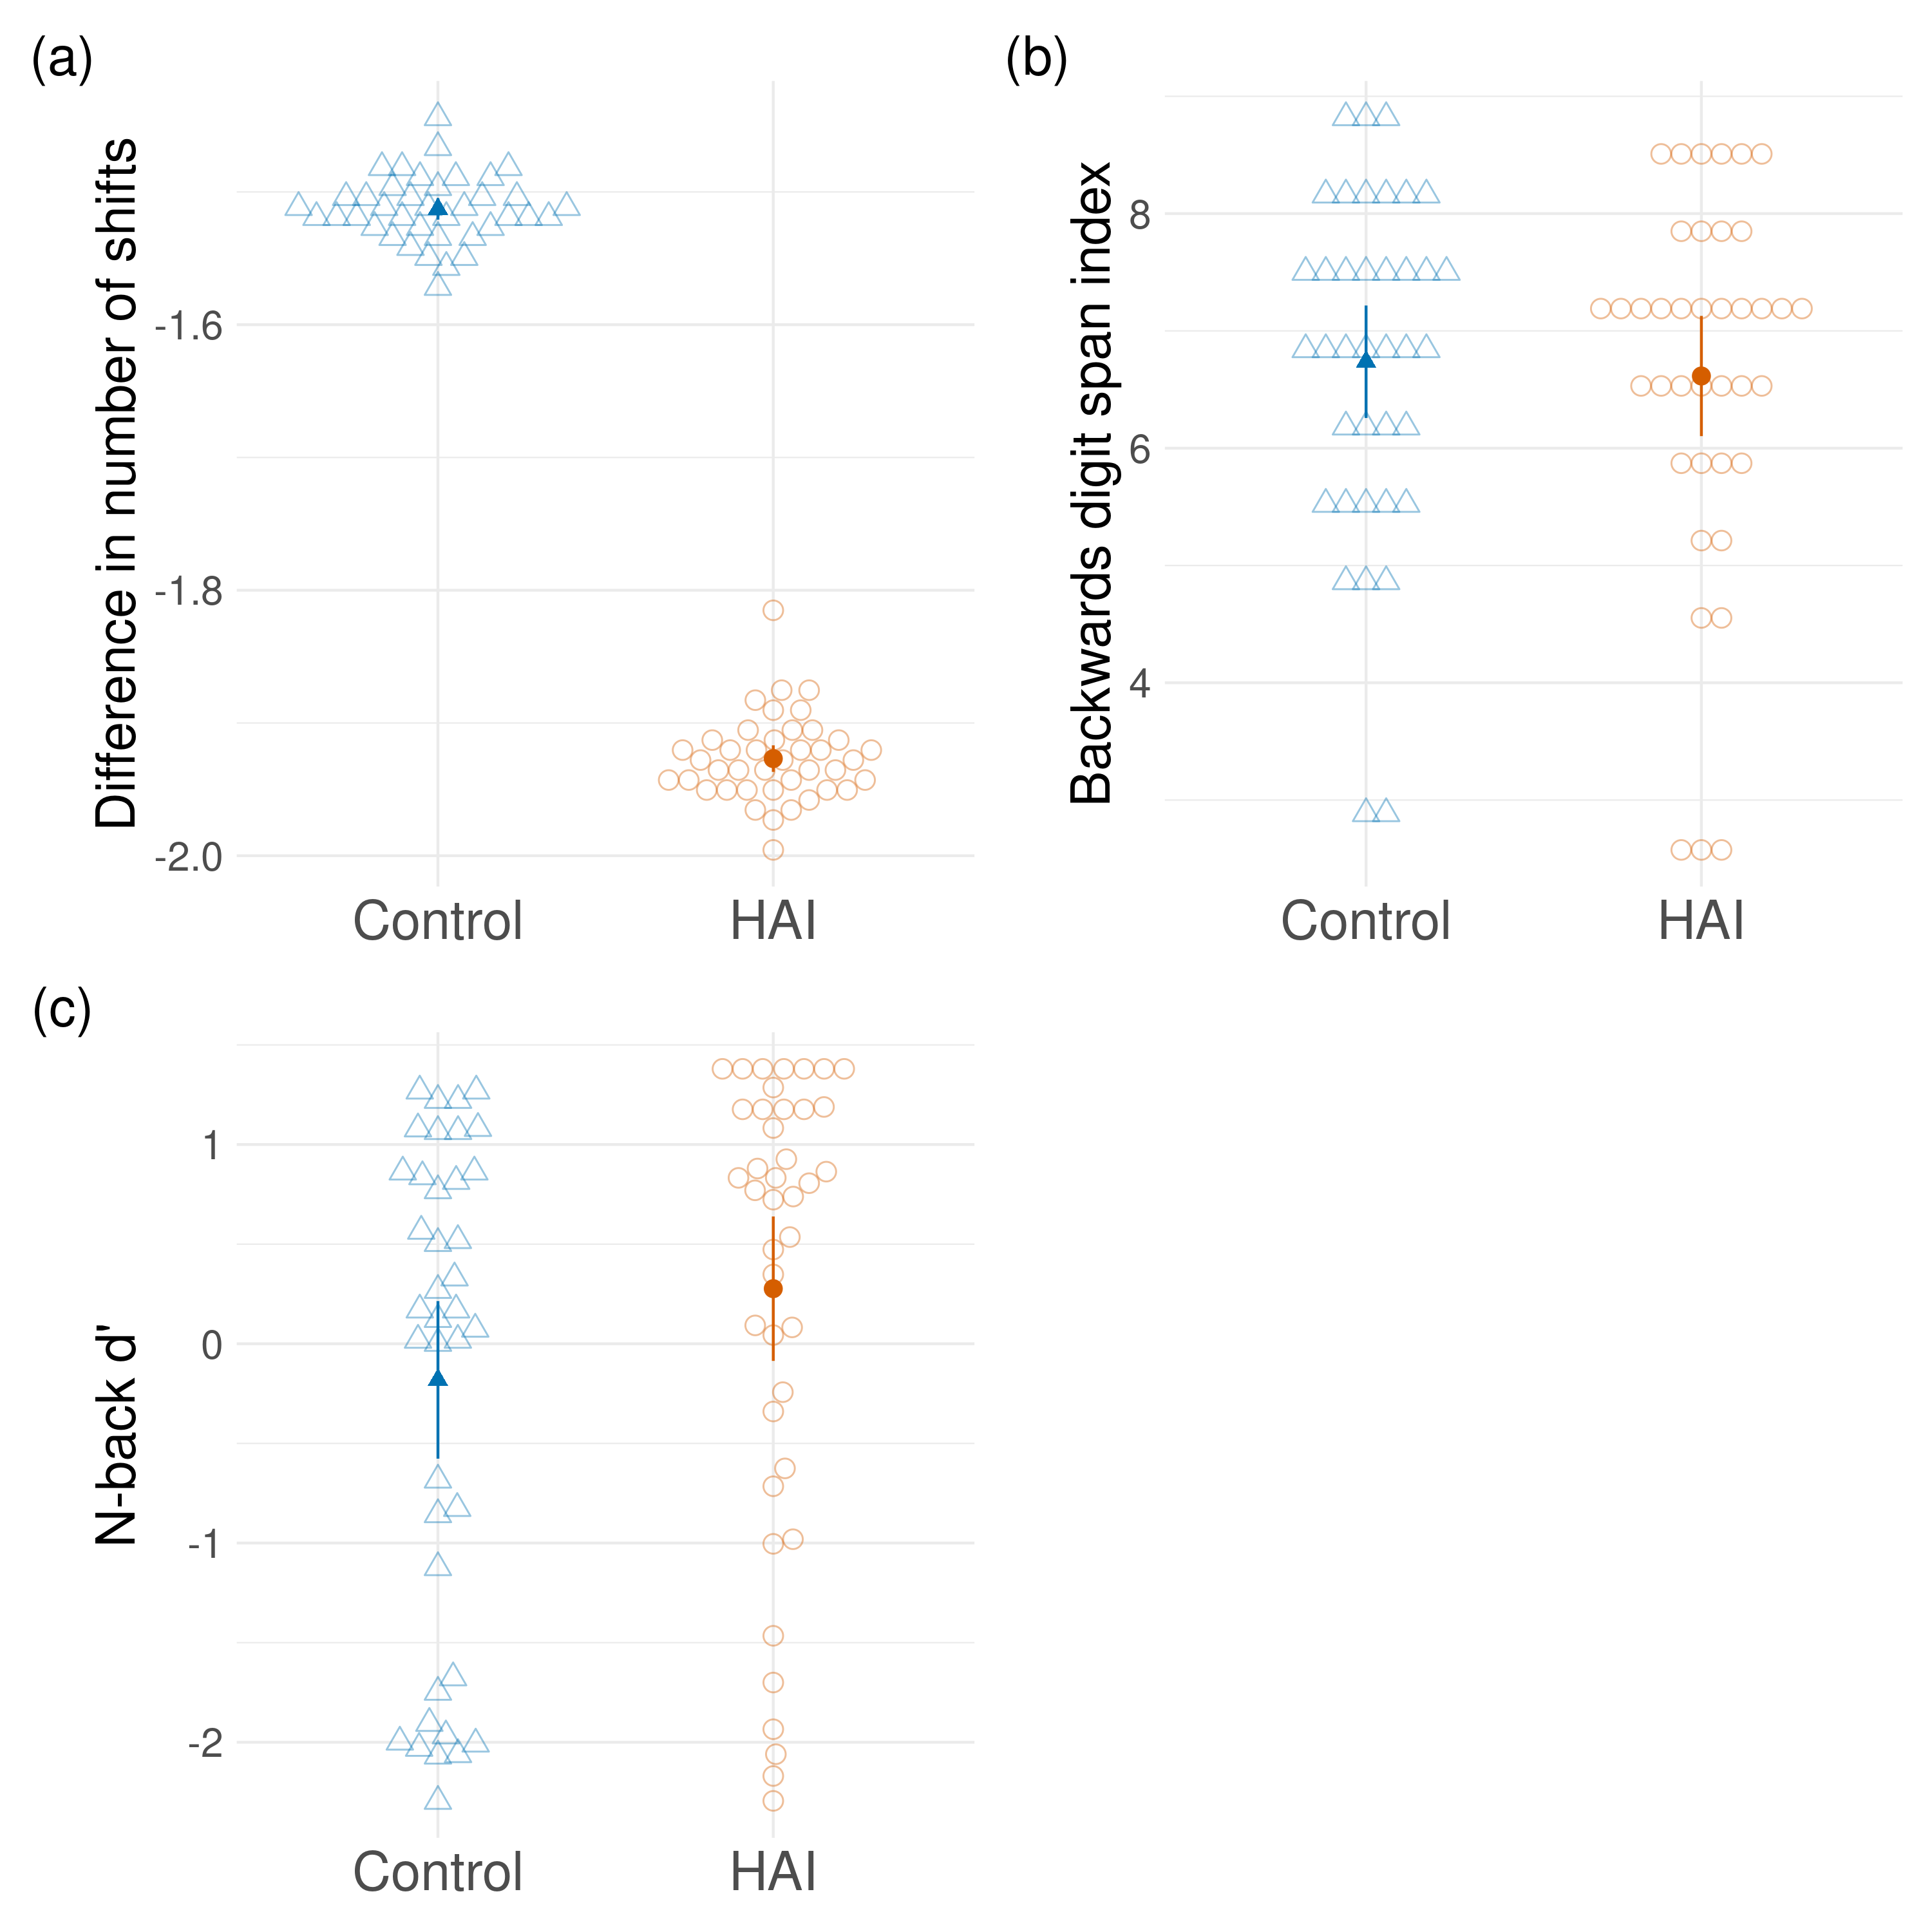 (a)
Difference in number of shifts
-1.6
-1.8
-2.0
Control HAI
(b)
Backwards digit span index
8
6
4
Control HAI
(c)
N-back d'
1
0
-1
-2
Control HAI